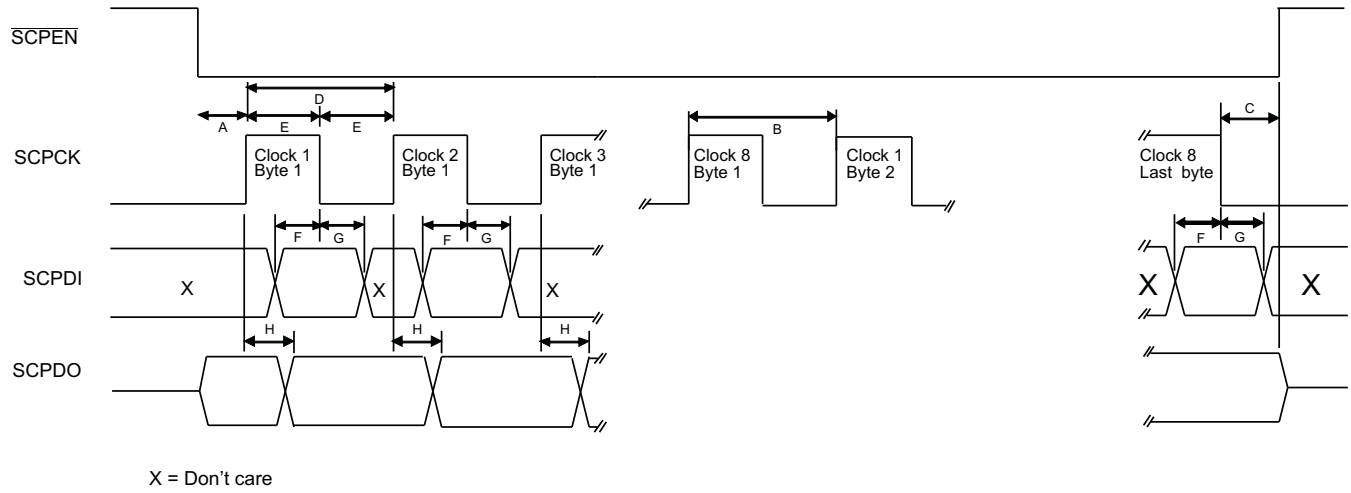 SCPEN
D
A E E B C
SCPCK
Clock 1
Byte 1
Clock 2
Byte 1
Clock 3
Byte 1
Clock 8
Byte 1
Clock 1
Byte 2
Clock 8
Last byte
F G F G F G
SCPDI
X X X X X
H H H
SCPDO
X = Don't care